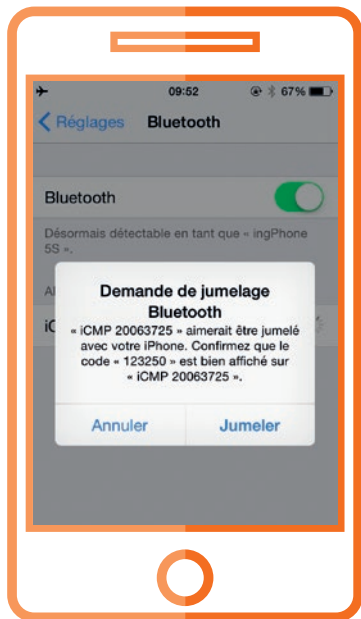 09:52 67%
Réglages Bluetooth
Bluetooth
Désormais détectable en tant que « ingPhone
5S ».
Demande de jumelage
Bluetooth
« iCMP 20063725 » aimerait être jumelé
avec votre iPhone. Confirmez que le
code « 123250 » est bien affiché sur
« iCMP 20063725 ».
Annuler Jumeler